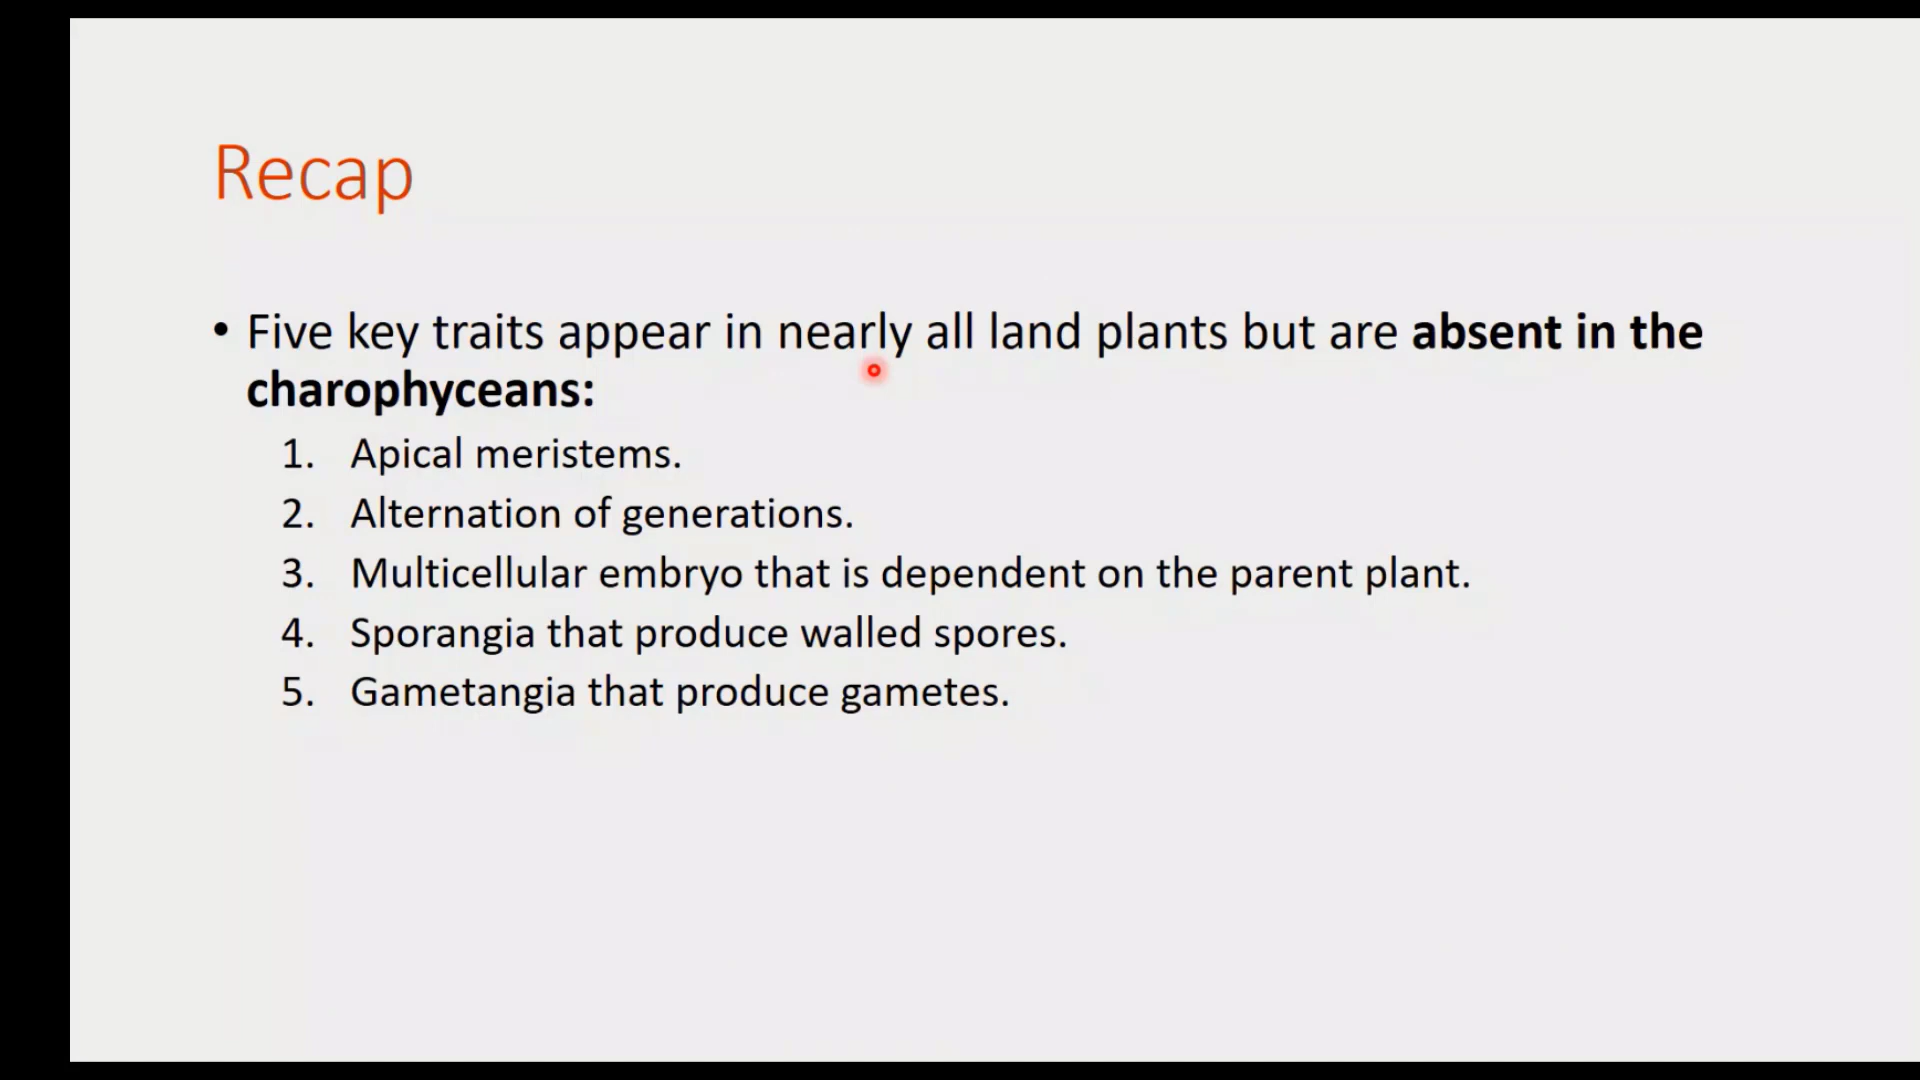 Recap
• Five key traits appear in nearly all land plants but are absent in the
charophyceans:
1. Apical meristems.
2. Alternation of generations.
3. Multicellular embryo that is dependent on the parent plant.
4. Sporangia that produce walled spores.
5. Gametangia that produce gametes.